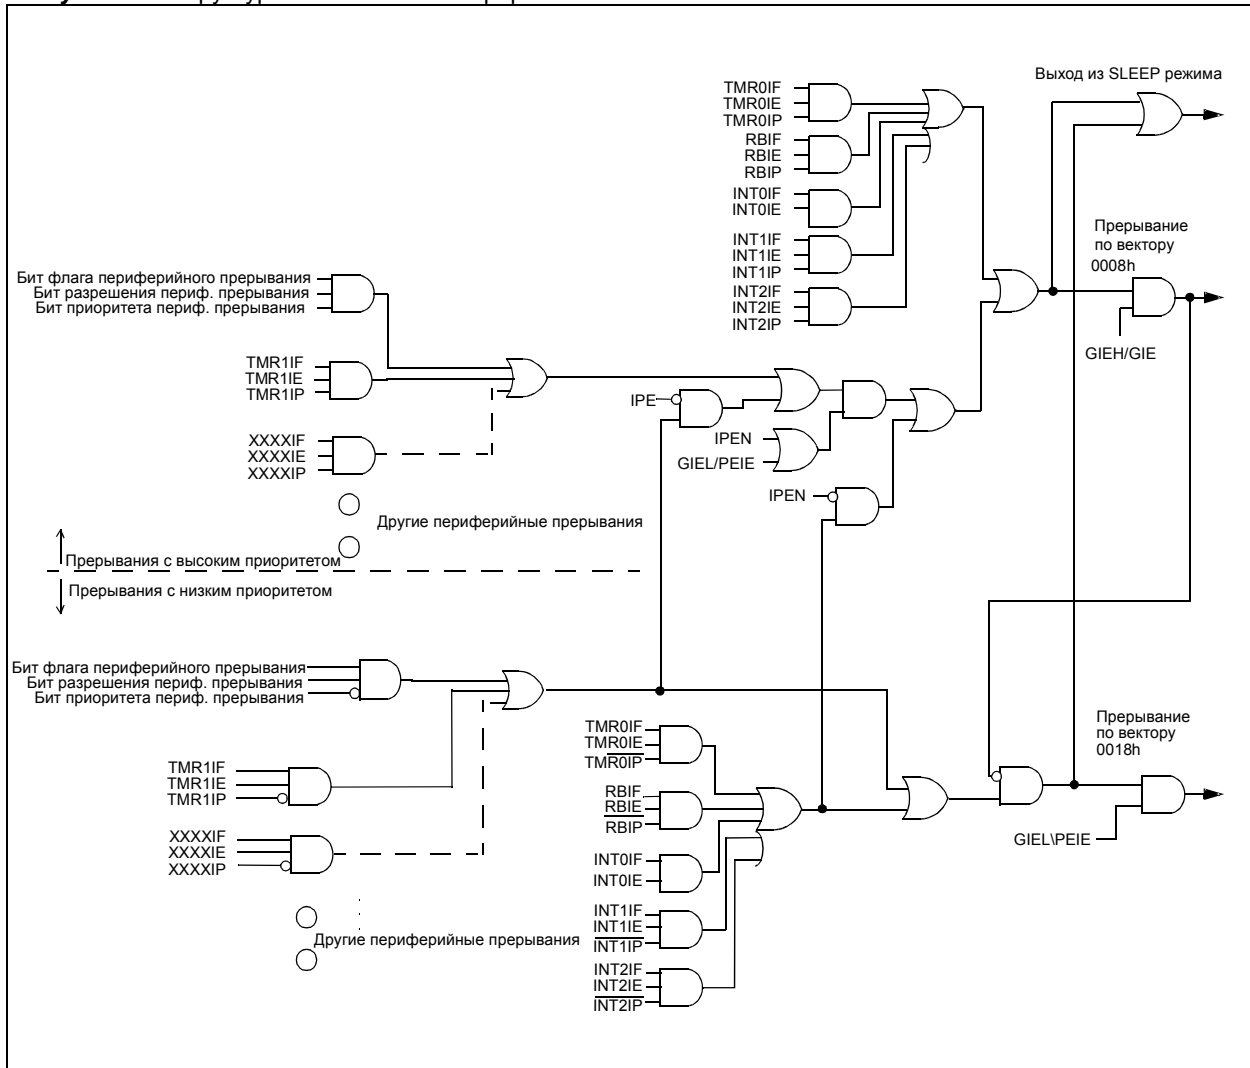 Выход из SLEEP режима
TMR0IF
TMR0IE
TMR0IP
RBIF
RBIE
RBIP
INT0IF
INT0IE
INT1IF
INT1IE
INT1IP
INT2IF
INT2IE
INT2IP
Прерывание
по вектору
0008h
GIEH/GIE
Бит флага периферийного прерывания
Бит разрешения периф. прерывания
Бит приоритета периф. прерывания
TMR1IF
TMR1IE
TMR1IP
XXXXIF
XXXXIE
XXXXIP
IPE
IPEN
GIEL/PEIE
IPEN
Другие периферийные прерывания
Прерывания с высоким приоритетом
Прерывания с низким приоритетом
Бит флага периферийного прерывания
Бит разрешения периф. прерывания
Бит приоритета периф. прерывания
TMR1IF
TMR1IE
TMR1IP
XXXXIF
XXXXIE
XXXXIP
Другие периферийные прерывания
TMR0IF
TMR0IE
TMR0IP
RBIF
RBIE
RBIP
INT0IF
INT0IE
INT1IF
INT1IE
INT1IP
INT2IF
INT2IE
INT2IP
Прерывание
по вектору
0018h
GIEL\PEIE